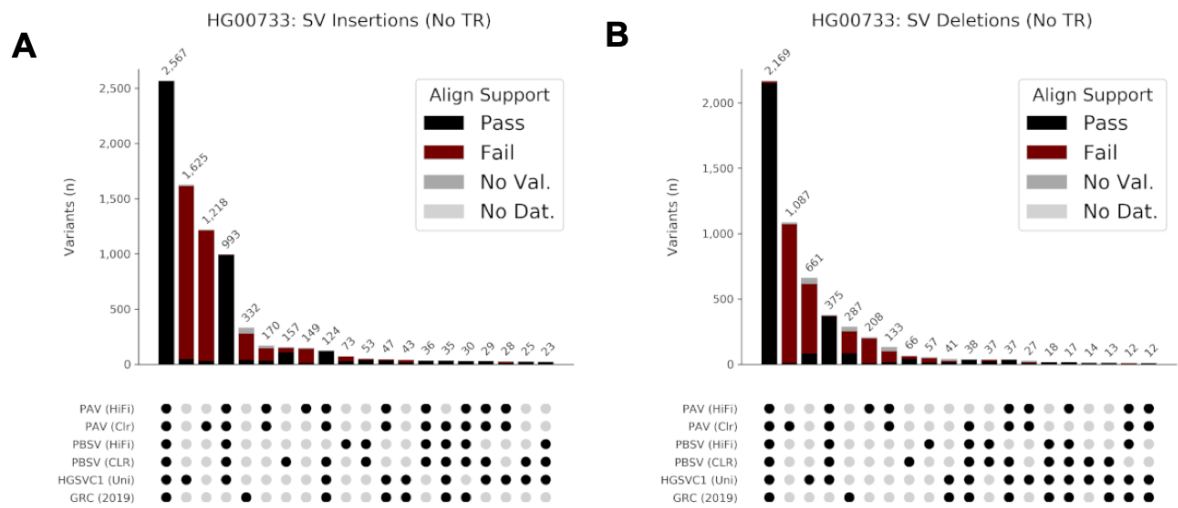 A
HG00733: SV Insertions (No TR)
Variants (n)
2,500
2,000
1,500
1,000
500
0
2,567
1,625
1,218
993
332
170
157
149
124
73
53
47
43
36
35
30
29
28
25
23
Align Support
Pass
Fail
No Val.
No Dat.
PAV (HiFi)
PAV (Clr)
PBSV (HiFi)
PBSV (CLR)
HGSVC1 (Uni)
GRC (2019)
B
HG00733: SV Deletions (No TR)
Variants (n)
2,000
1,500
1,000
500
0
2,169
1,087
661
375
287
208
133
66
57
41
38
37
37
27
18
17
14
13
12
12
Align Support
Pass
Fail
No Val.
No Dat.
PAV (HiFi)
PAV (Clr)
PBSV (HiFi)
PBSV (CLR)
HGSVC1 (Uni)
GRC (2019)